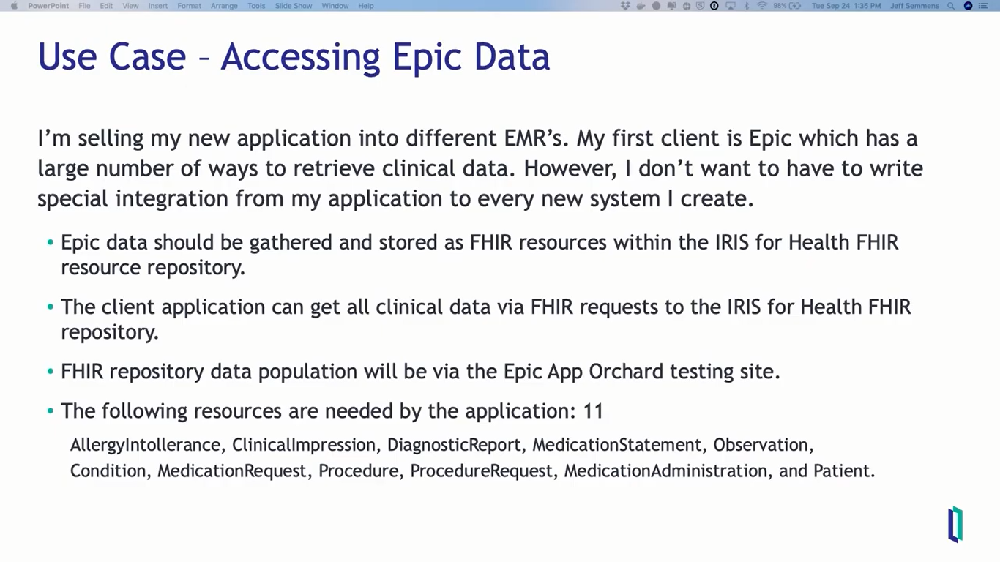 PowerPoint File Edit View Insert Format Arrange Tools Slide Show Window Help 98% Tue Sep 24 1:35 PM Jeff Semmens
Use Case – Accessing Epic Data
I’m selling my new application into different EMR’s. My first client is Epic which has a
large number of ways to retrieve clinical data. However, I don’t want to have to write
special integration from my application to every new system I create.
• Epic data should be gathered and stored as FHIR resources within the IRIS for Health FHIR
resource repository.
• The client application can get all clinical data via FHIR requests to the IRIS for Health FHIR
repository.
• FHIR repository data population will be via the Epic App Orchard testing site.
• The following resources are needed by the application: 11
AllergyIntollerance, ClinicalImpression, DiagnosticReport, MedicationStatement, Observation,
Condition, MedicationRequest, Procedure, ProcedureRequest, MedicationAdministration, and Patient.